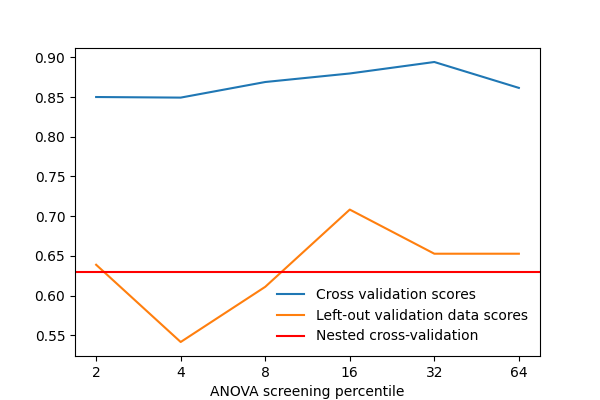 0.90
0.85
0.80
0.75
0.70
0.65
0.60
0.55
Cross validation scores
Left-out validation data scores
Nested cross-validation
2 4 8 16 32 64
ANOVA screening percentile